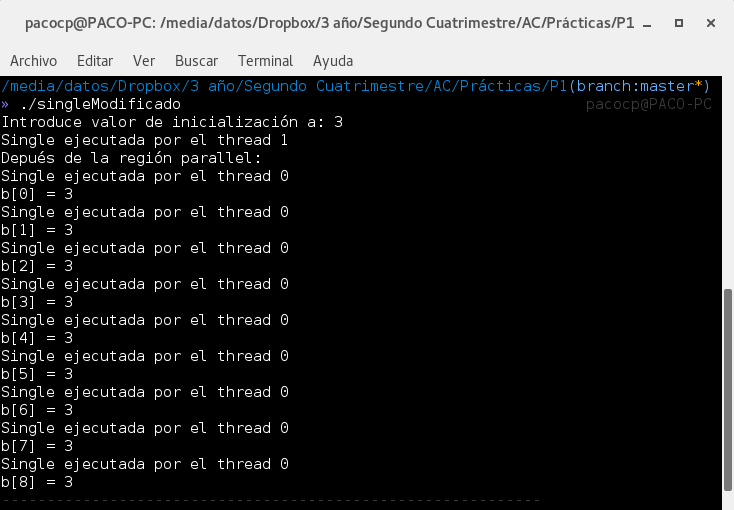 pacocp@PACO-PC: /media/datos/Dropbox/3 año/Segundo Cuatrimestre/AC/Prácticas/P1
Archivo Editar Ver Buscar Terminal Ayuda
/media/datos/Dropbox/3 año/Segundo Cuatrimestre/AC/Prácticas/P1(branch:master*)
» ./singleModificado pacocp@PACO-PC
Introduce valor de inicialización a: 3
Single ejecutada por el thread 1
Depués de la región parallel:
Single ejecutada por el thread 0
b[0] = 3
Single ejecutada por el thread 0
b[1] = 3
Single ejecutada por el thread 0
b[2] = 3
Single ejecutada por el thread 0
b[3] = 3
Single ejecutada por el thread 0
b[4] = 3
Single ejecutada por el thread 0
b[5] = 3
Single ejecutada por el thread 0
b[6] = 3
Single ejecutada por el thread 0
b[7] = 3
Single ejecutada por el thread 0
b[8] = 3
------------------------------------------------------------